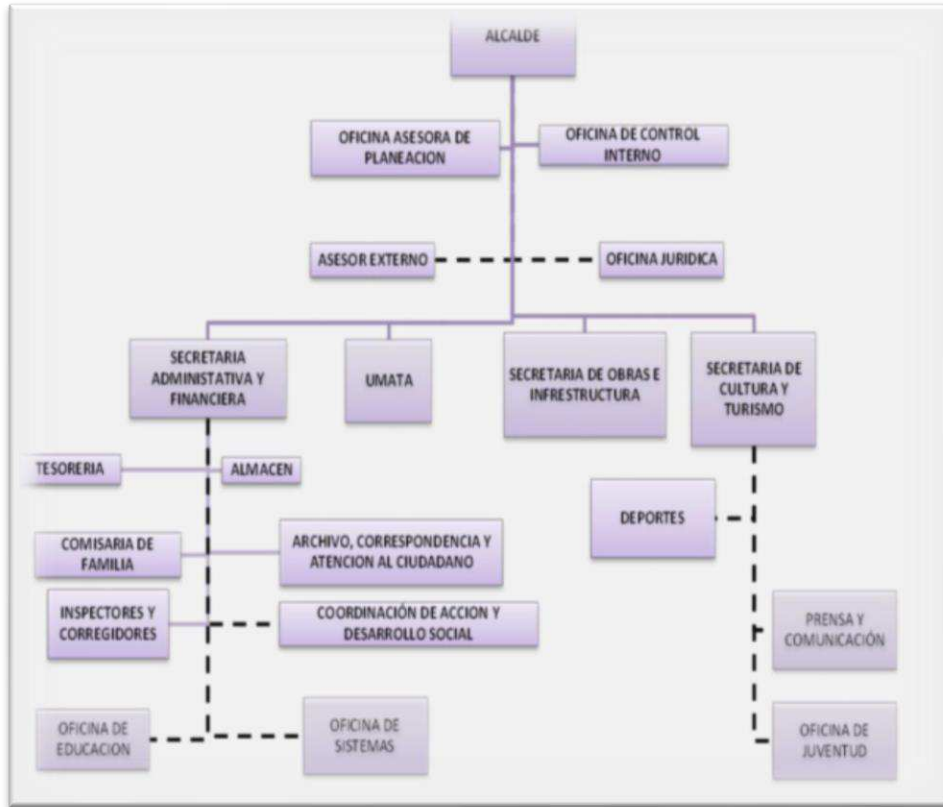 ALCALDE
OFICINA ASESORA DE
PLANEACION
OFICINA DE CONTROL
INTERNO
ASESOR EXTERNO
OFICINA JURIDICA
SECRETARIA
ADMINISTATIVA Y
FINANCIERA
UMATA
SECRETARIA DE OBRAS E
INFRESTRUCTURA
SECRETARIA DE
CULTURA Y
TURISMO
TESORERIA
ALMACEN
DEPORTES
COMISARIA DE
FAMILIA
ARCHIVO, CORRESPONDENCIA Y
ATENCION AL CIUDADANO
INSPECTORES Y
CORREGIDORES
COORDINACIÓN DE ACCION Y
DESARROLLO SOCIAL
PRENSA Y
COMUNICACIÓN
OFICINA DE
EDUCACION
OFICINA DE
SISTEMAS
OFICINA DE
JUVENTUD